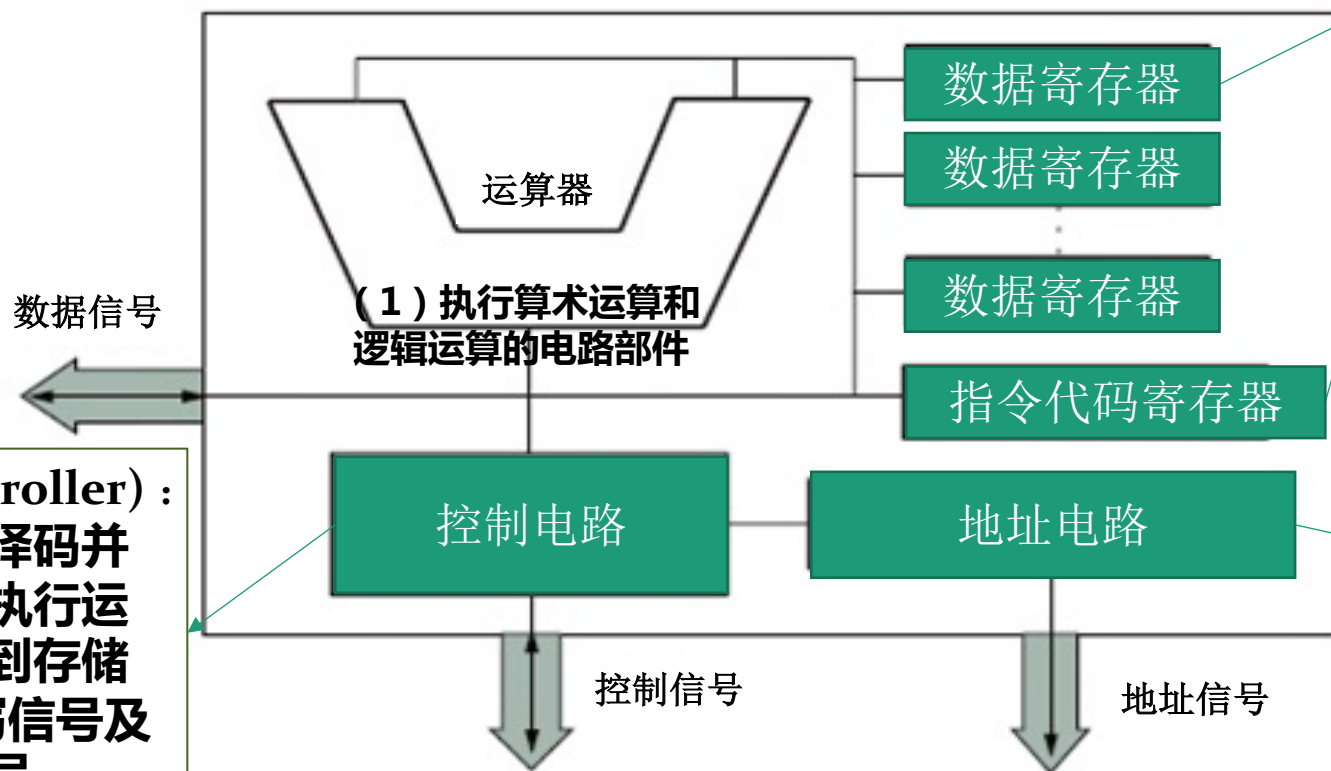 数据寄存器
运算器
数据寄存器
（1）执行算术运算和
逻辑运算的电路部件
数据寄存器
数据信号
指令代码寄存器
控制电路
地址电路
roller)：
译码并
执行运
到存储
信号及
控制信号
地址信号